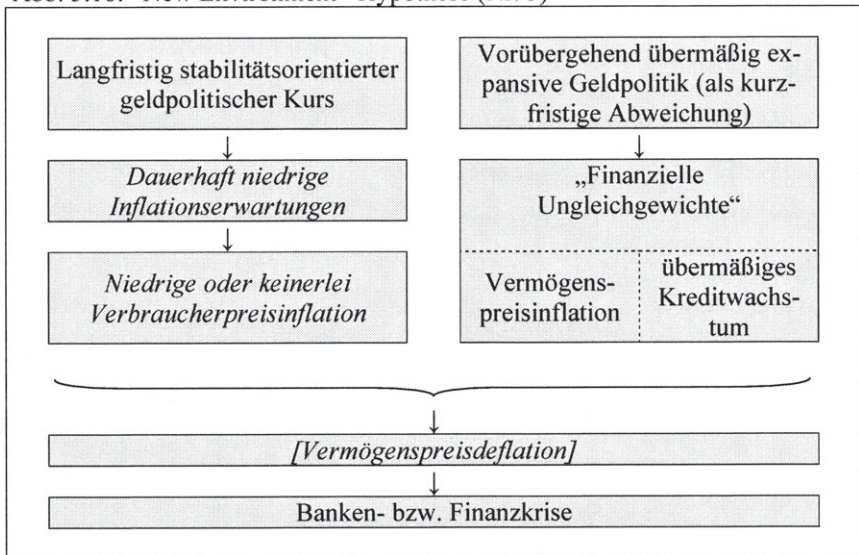 Langfristig stabilitätsorientierter
geldpolitischer Kurs
↓
Dauerhaft niedrige
Inflationserwartungen
↓
Niedrige oder keinerlei
Verbraucherpreisinflation
Vorübergehend übermäßig ex-
pansive Geldpolitik (als kurz-
fristige Abweichung)
↓
„Finanzielle
Ungleichgewichte“
Vermögens-
preisinflation
übermäßiges
Kreditwachs-
tum
↓
[Vermögenspreisdeflation]
↓
Banken- bzw. Finanzkrise